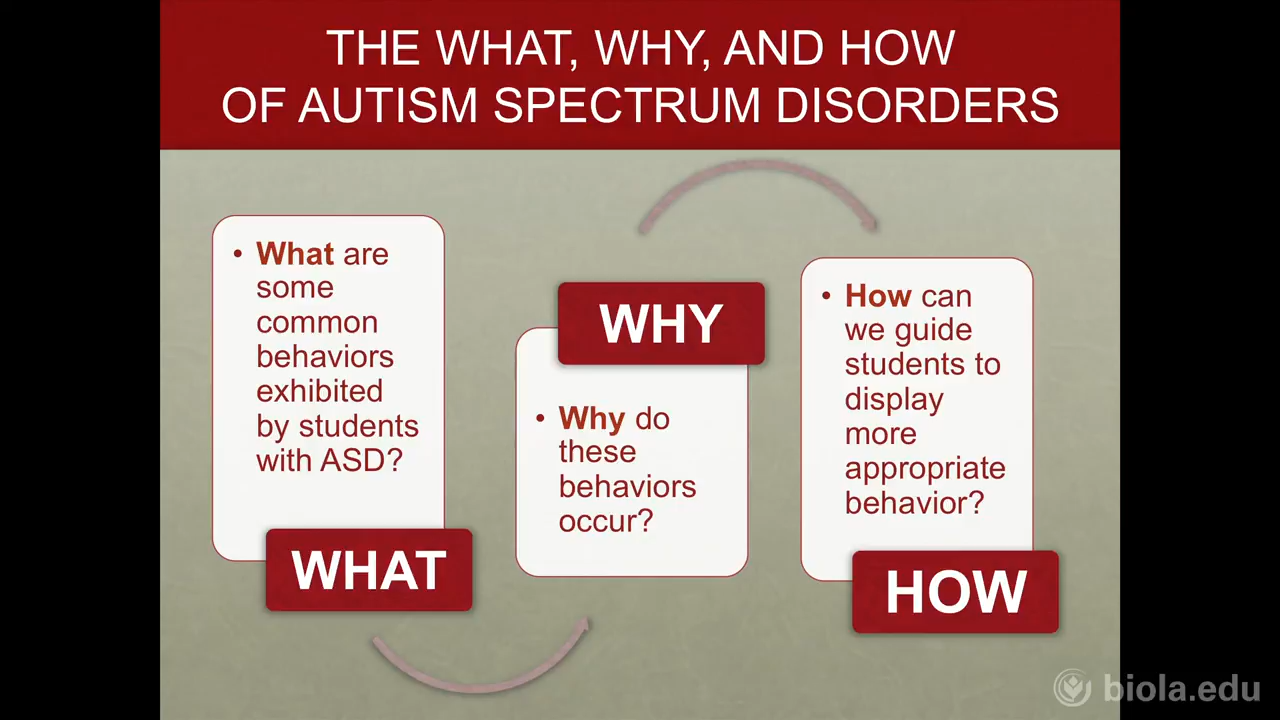 THE WHAT, WHY, AND HOW
OF AUTISM SPECTRUM DISORDERS
• What are
some
common
behaviors
exhibited
by students
with ASD?
WHAT
WHY
• Why do
these
behaviors
occur?
• How can
we guide
students to
display
more
appropriate
behavior?
HOW
biola.edu